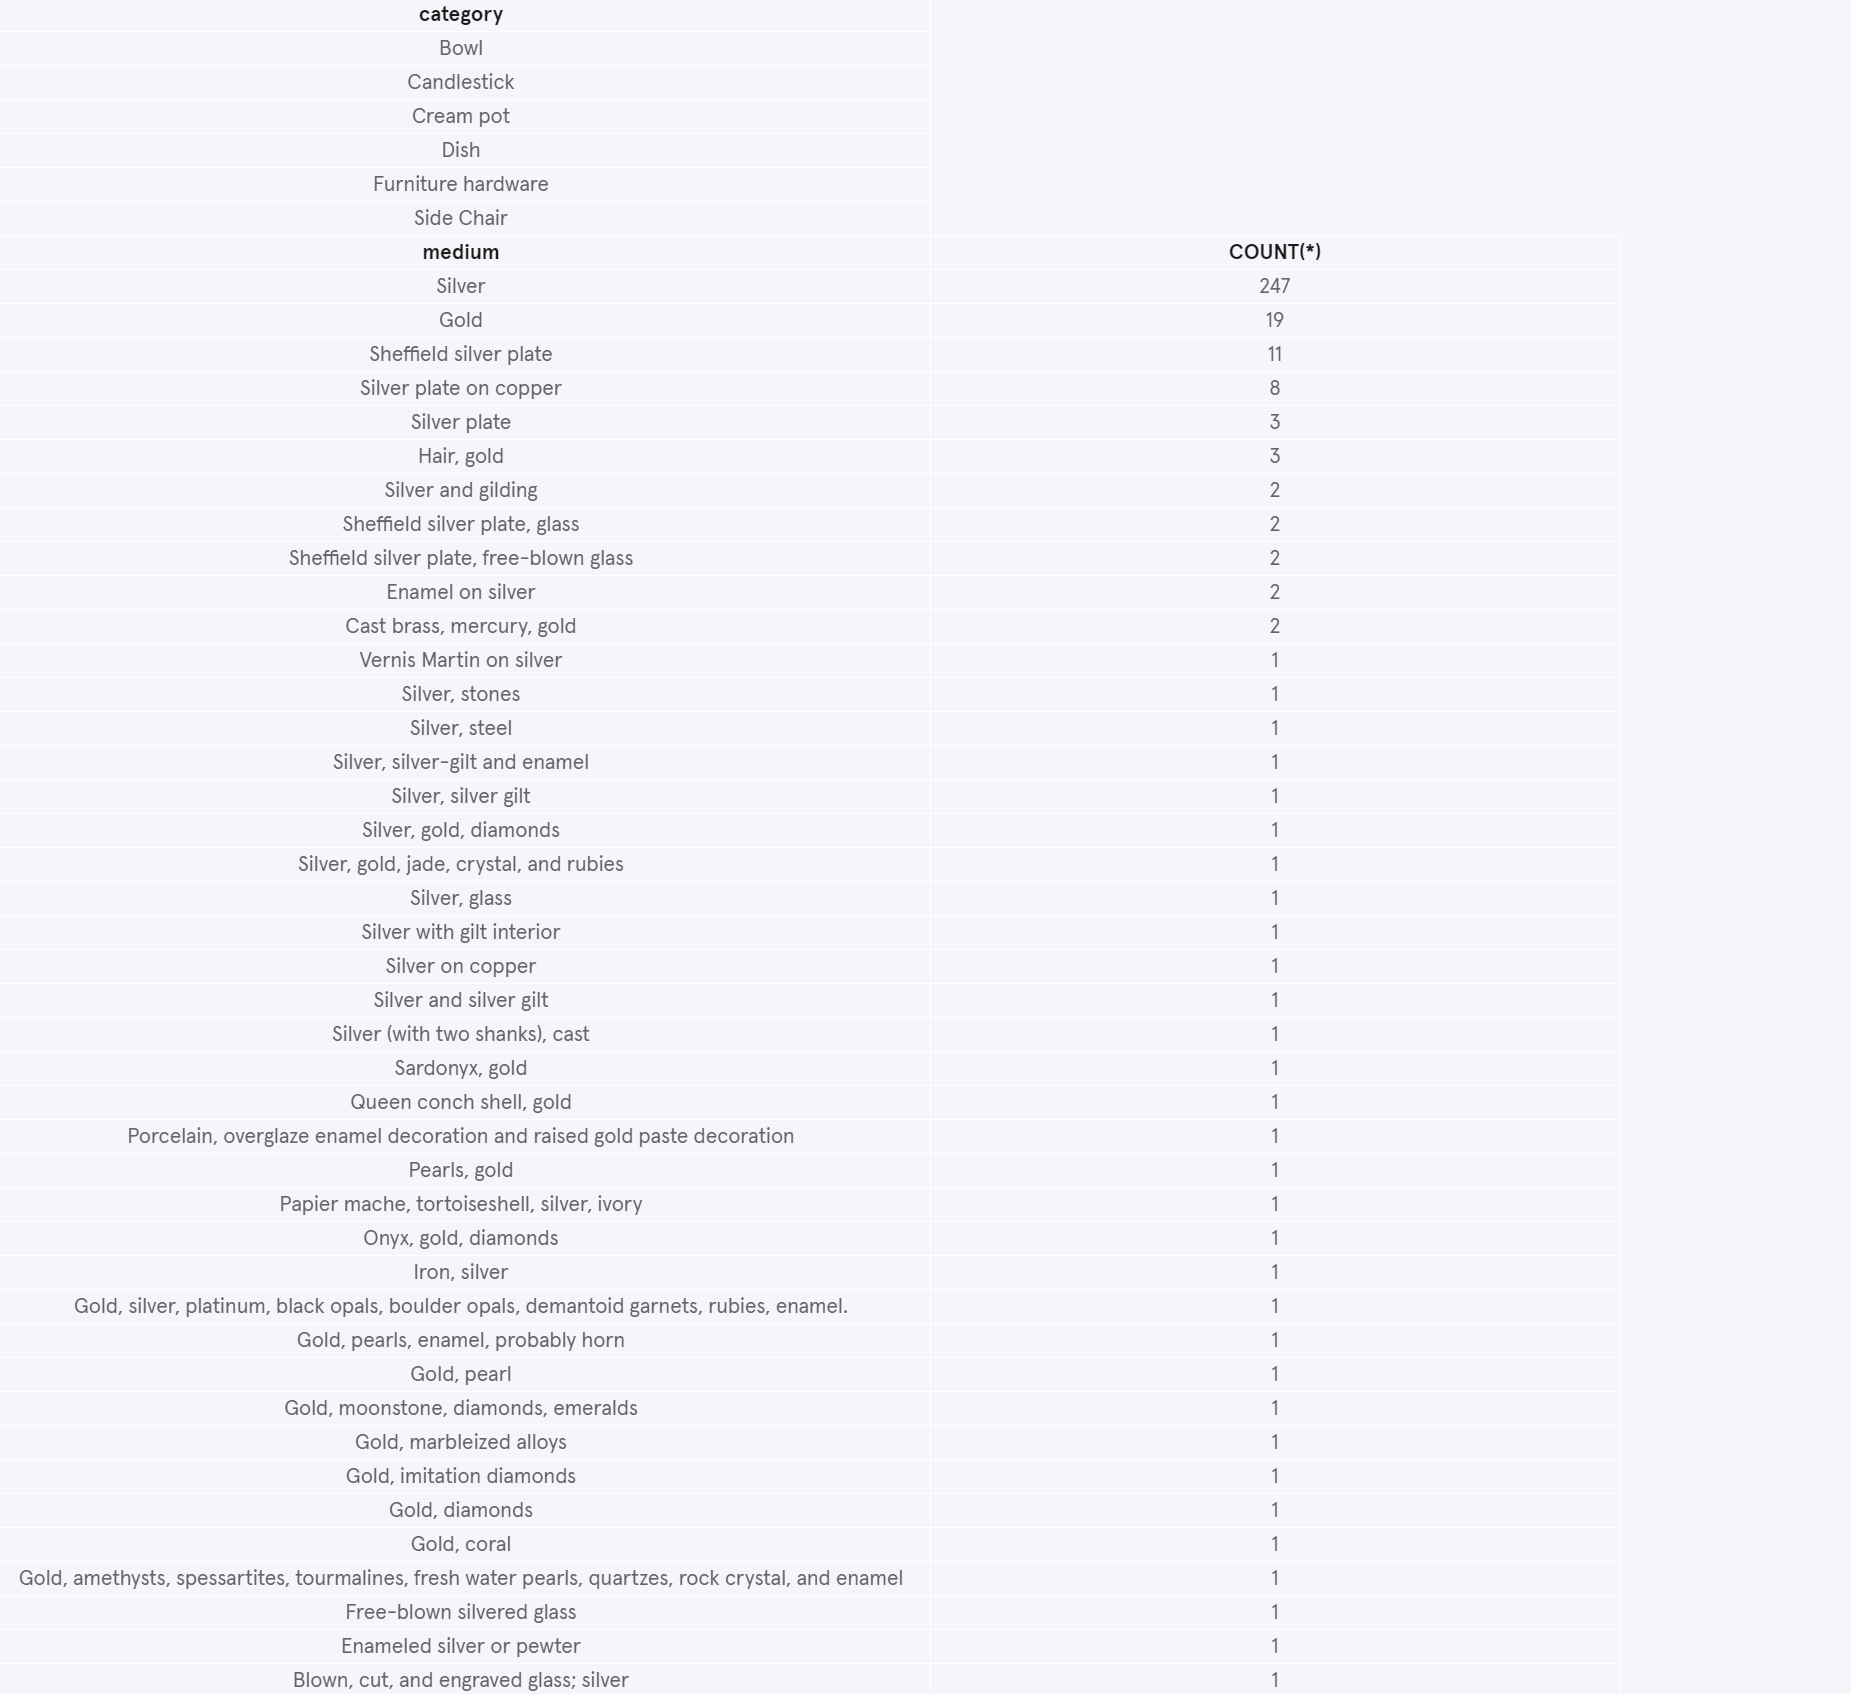 category
Bowl
Candlestick
Cream pot
Dish
Furniture hardware
Side Chair
medium COUNT(*)
Silver 247
Gold 19
Sheffield silver plate 11
Silver plate on copper 8
Silver plate 3
Hair, gold 3
Silver and gilding 2
Sheffield silver plate, glass 2
Sheffield silver plate, free-blown glass 2
Enamel on silver 2
Cast brass, mercury, gold 2
Vernis Martin on silver 1
Silver, stones 1
Silver, steel 1
Silver, silver-gilt and enamel 1
Silver, silver gilt 1
Silver, gold, diamonds 1
Silver, gold, jade, crystal, and rubies 1
Silver, glass 1
Silver with gilt interior 1
Silver on copper 1
Silver and silver gilt 1
Silver (with two shanks), cast 1
Sardonyx, gold 1
Queen conch shell, gold 1
Porcelain, overglaze enamel decoration and raised gold paste decoration 1
Pearls, gold 1
Papier mache, tortoiseshell, silver, ivory 1
Onyx, gold, diamonds 1
Iron, silver 1
Gold, silver, platinum, black opals, boulder opals, demantoid garnets, rubies, enamel. 1
Gold, pearls, enamel, probably horn 1
Gold, pearl 1
Gold, moonstone, diamonds, emeralds 1
Gold, marbleized alloys 1
Gold, imitation diamonds 1
Gold, diamonds 1
Gold, coral 1
Gold, amethysts, spessartites, tourmalines, fresh water pearls, quartzes, rock crystal, and enamel 1
Free-blown silvered glass 1
Enameled silver or pewter 1
Blown, cut, and engraved glass; silver 1